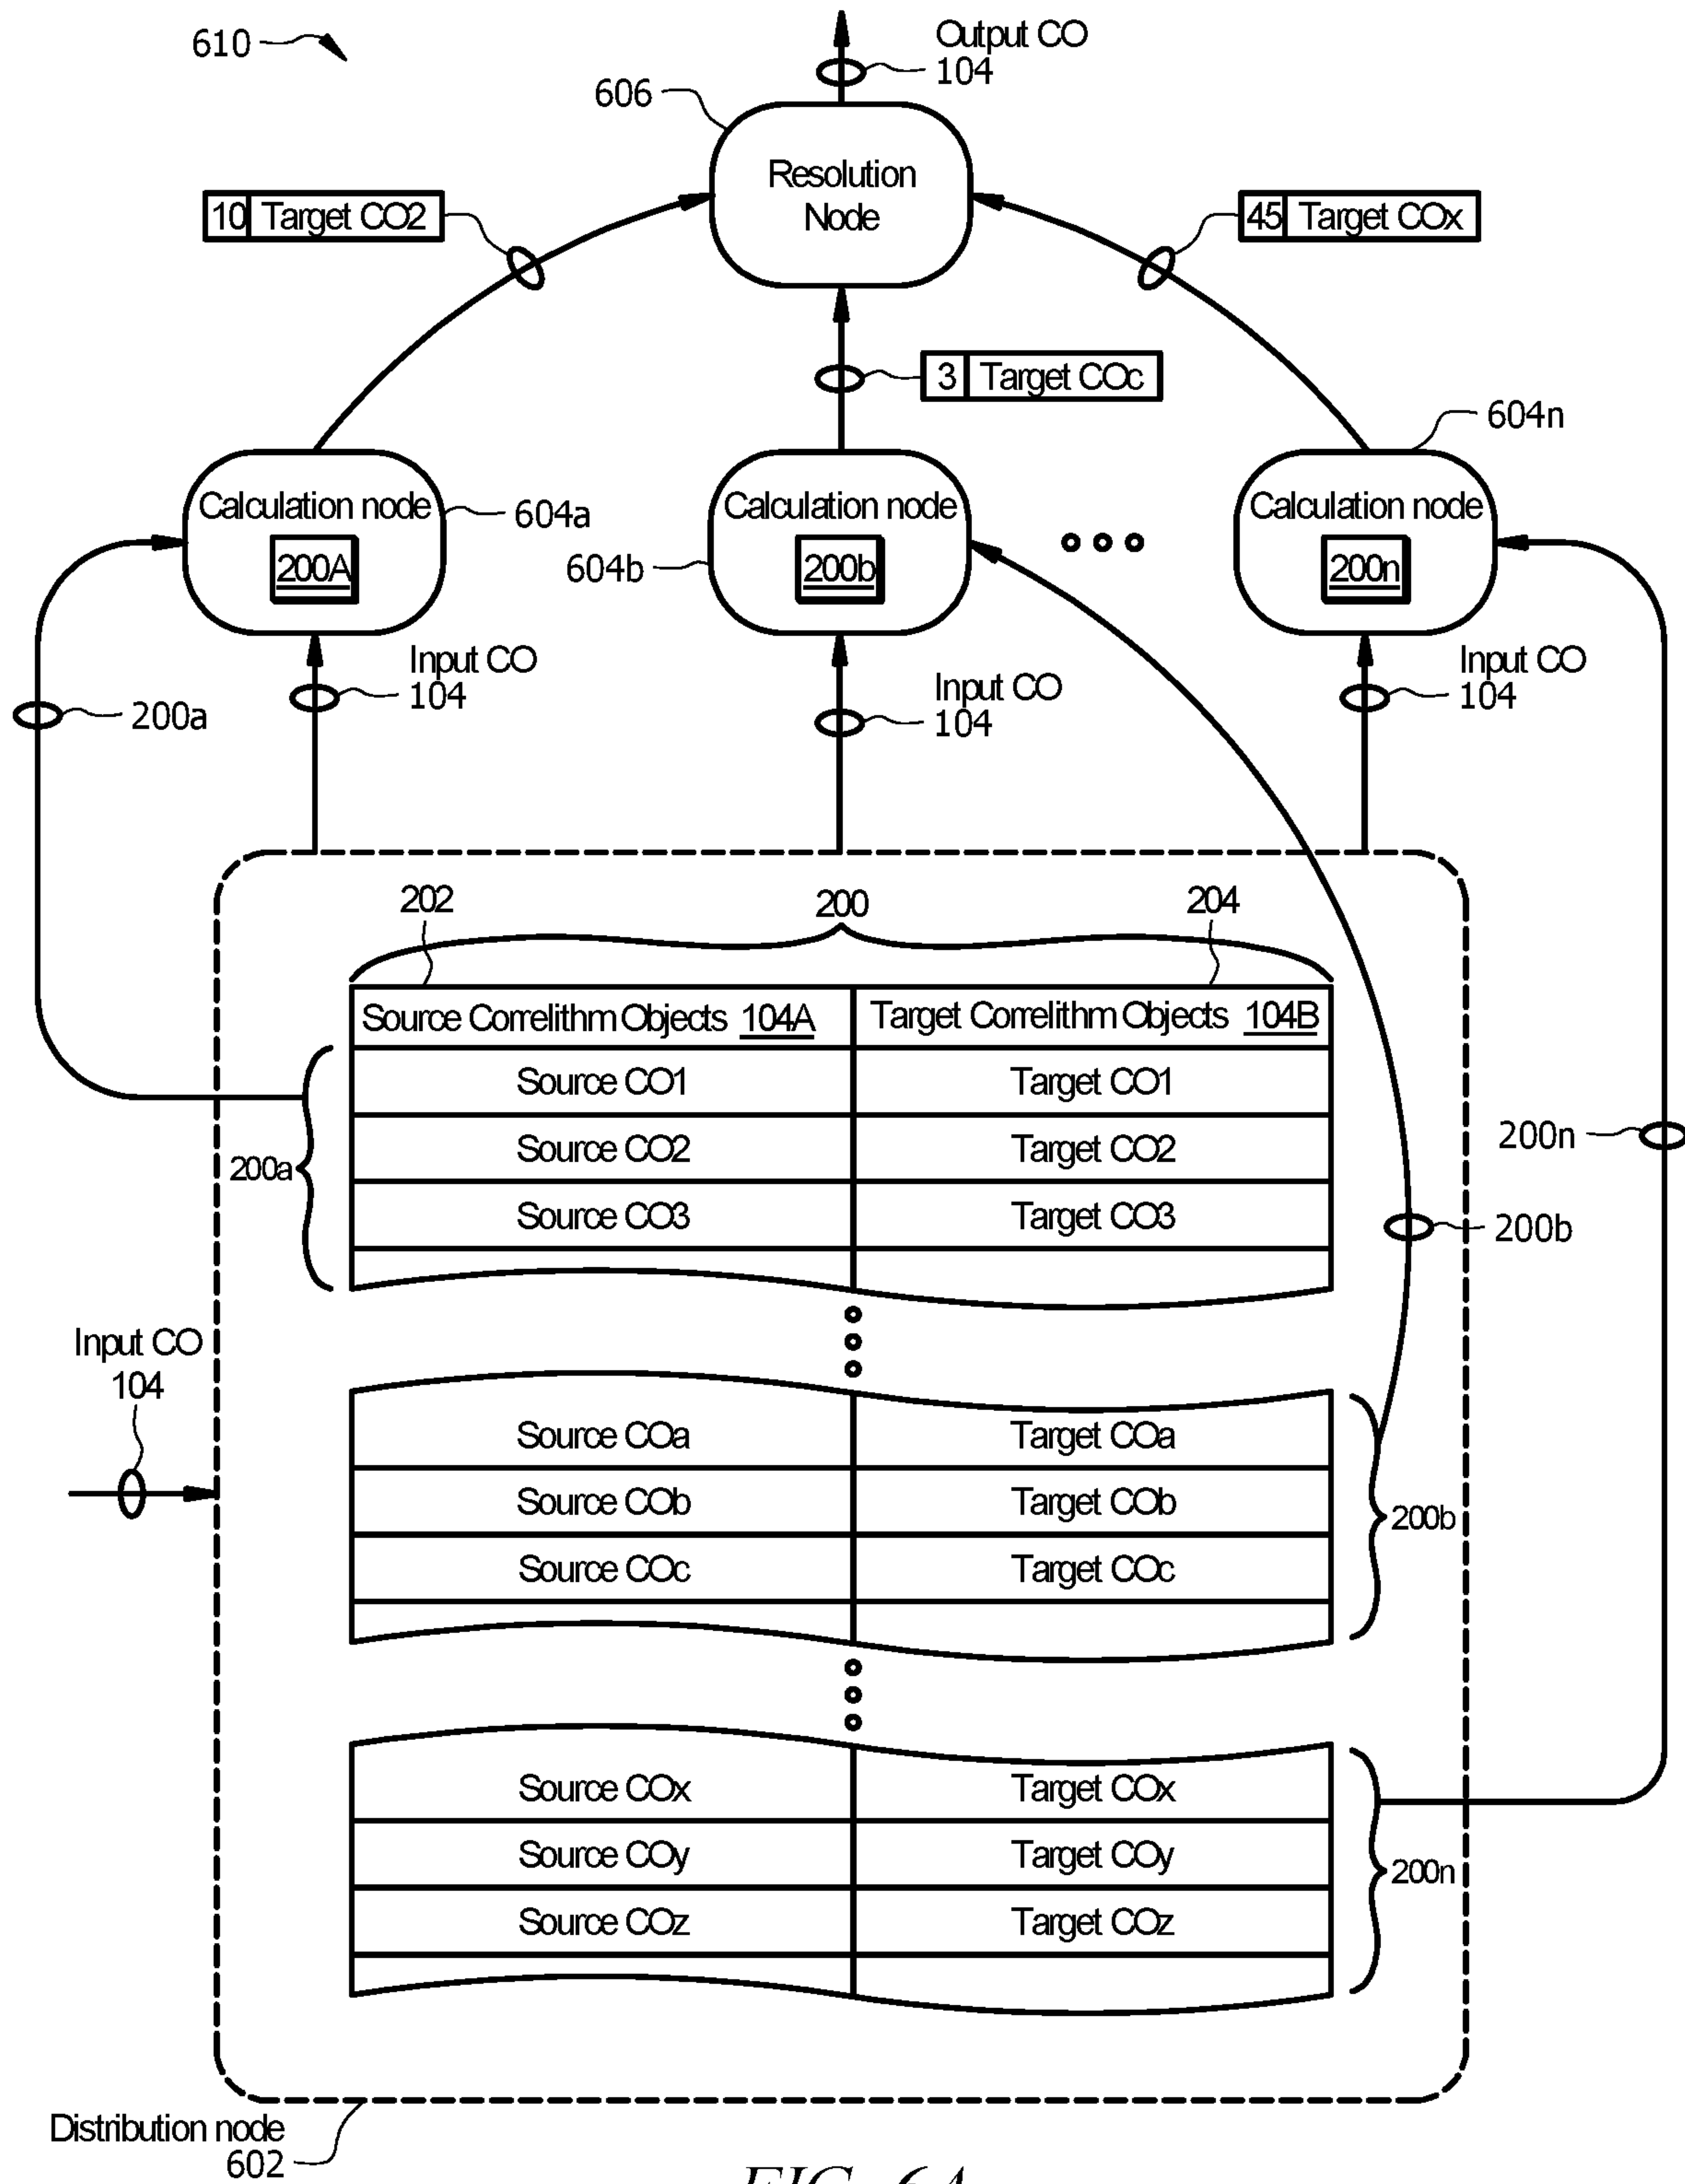 610
Output CO
104
606
Resolution
Node
10 Target CO2
45 Target COx
3 Target COc
604n
Calculation node
200A
604a
Calculation node
200b
604b
Calculation node
200n
Input CO
104
Input CO
104
Input CO
104
200a
202
200
204
Source Correlithm Objects 104A Target Correlithm Objects 104B
Source CO1 Target CO1
Source CO2 Target CO2
Source CO3 Target CO3
200a
200n
200b
Input CO
104
Source COa Target COa
Source COb Target COb
Source COc Target COc
200b
Source COx Target COx
Source COy Target COy
Source COz Target COz
200n
Distribution node
602
FIG. 6A